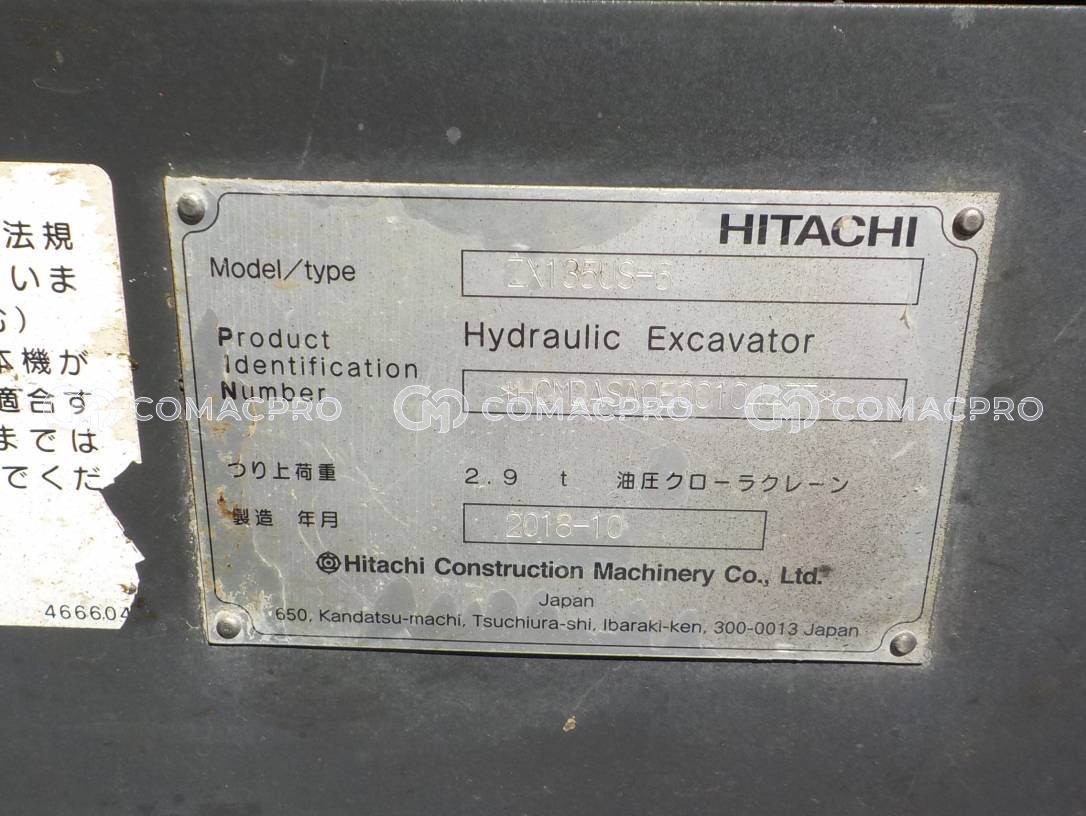 HITACHI
Model/type ZX135US-6
Product Hydraulic Excavator
Identification
Number
つり上荷重 2.9 t 油圧クローラクレーン
製造 年月 2018-10
Hitachi Construction Machinery Co., Ltd.
Japan
650, Kandatsu-machi, Tsuchiura-shi, Ibaraki-ken, 300-0013 Japan
法規
いま
む）
本機が
適合す
までは
でくだ
466604
COMACPRO COMACPRO COMACPRO